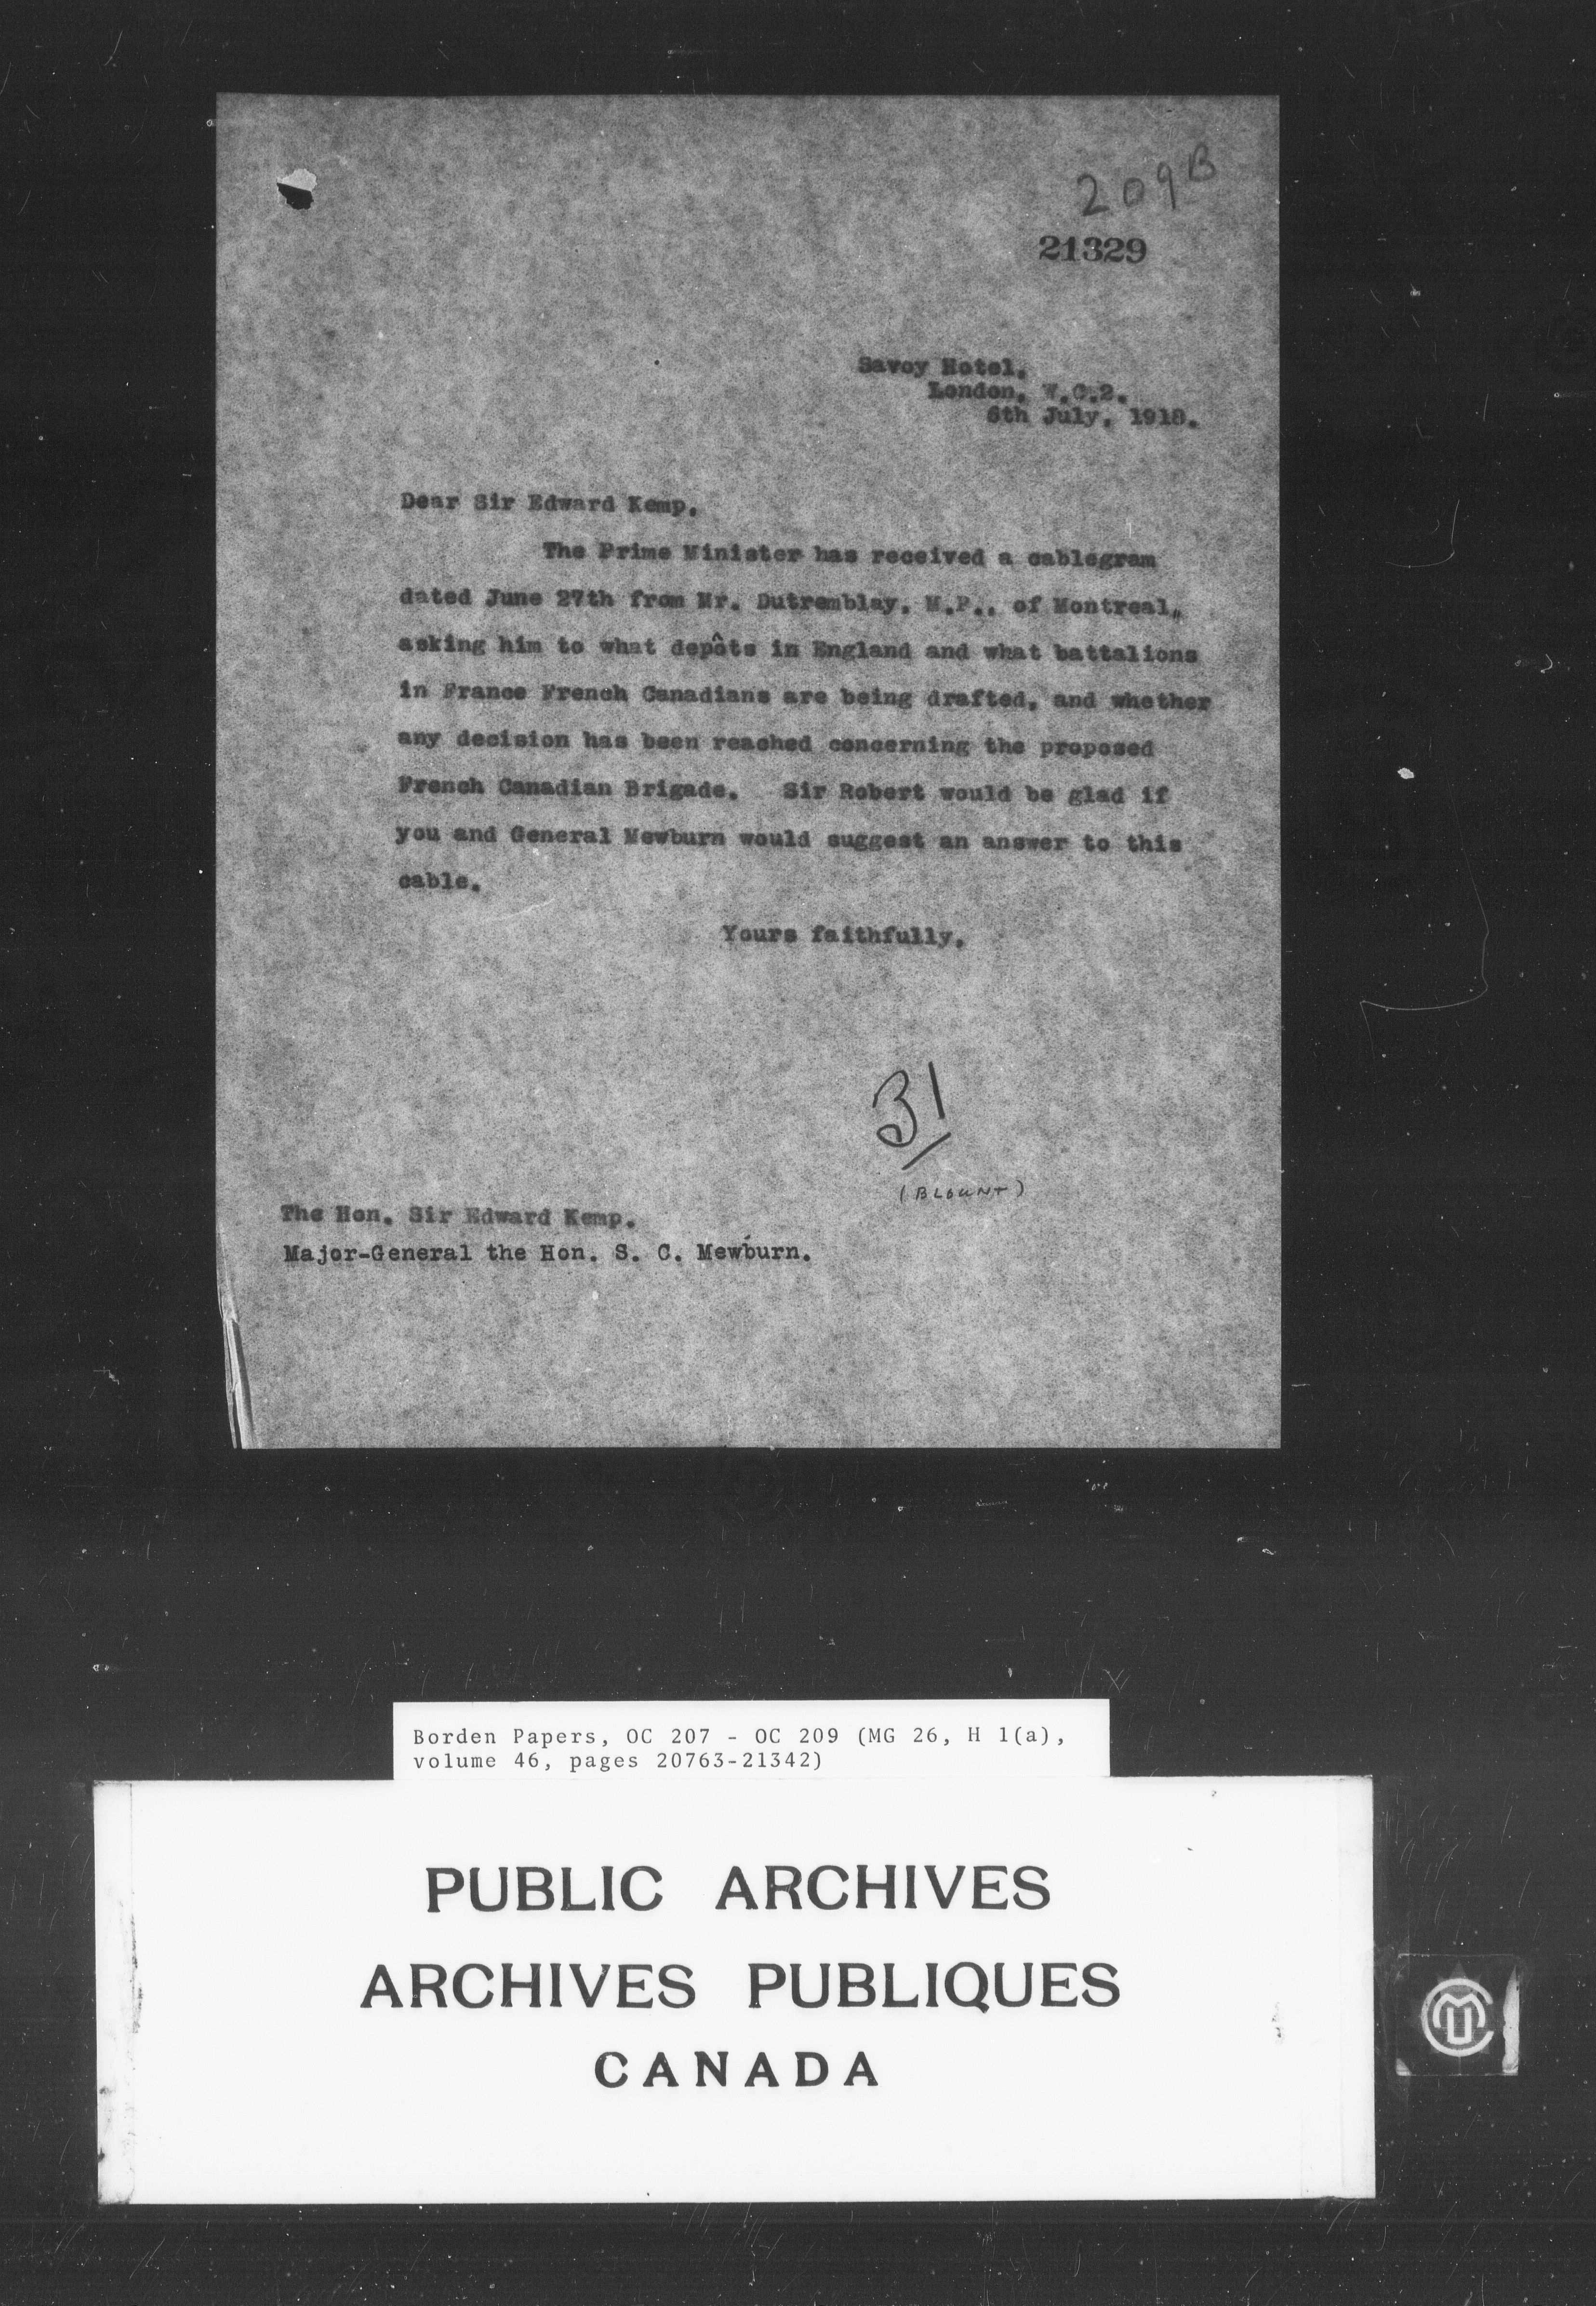 209B
21329
Savoy Hotel,
London, W.C.2.
6th July, 1918.
Dear Sir Edward Kemp,
The Prime Minister has received a cablegram
dated June 27th from Mr. Dutremblay, M.P., of Montreal,
asking him to what depôts in England and what battalions
in France French Canadians are being drafted, and whether
any decision has been reached concerning the proposed
French Canadian Brigade. Sir Robert would be glad if
you and General Mewburn would suggest an answer to this
cable.
Yours faithfully,
31
(BLOUNT)
The Hon. Sir Edward Kemp.
Major-General the Hon. S. C. Mewburn.
Borden Papers, OC 207 - OC 209 (MG 26, H 1(a),
volume 46, pages 20763-21342)
PUBLIC ARCHIVES
ARCHIVES PUBLIQUES
CANADA